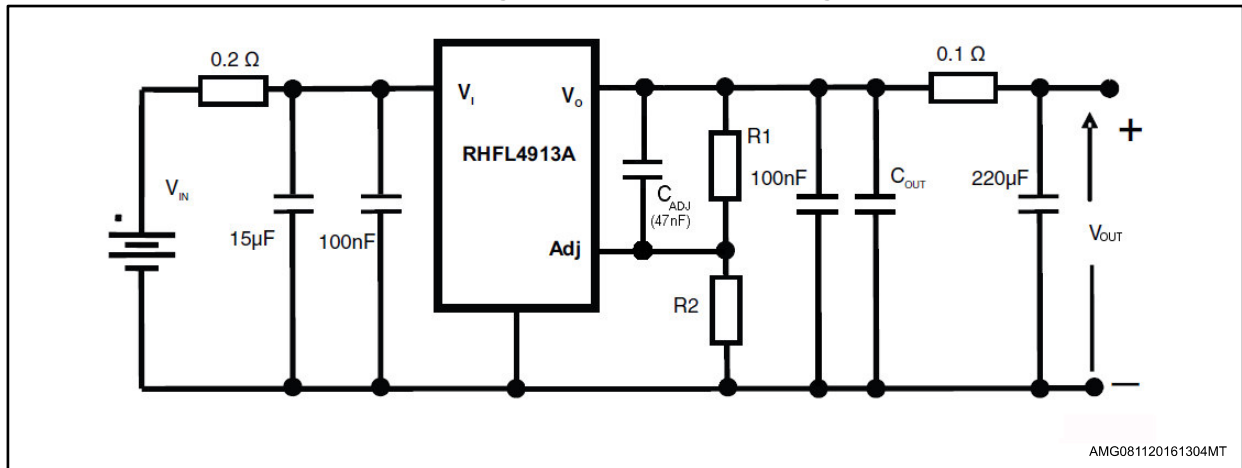 0.2 Ω
0.1 Ω
V_I
V_O
RHFL4913A
R1
V_IN
C_ADJ
(47nF)
100nF
C_OUT
220µF
15µF
100nF
Adj
R2
+
V_OUT
—
AMG081120161304MT